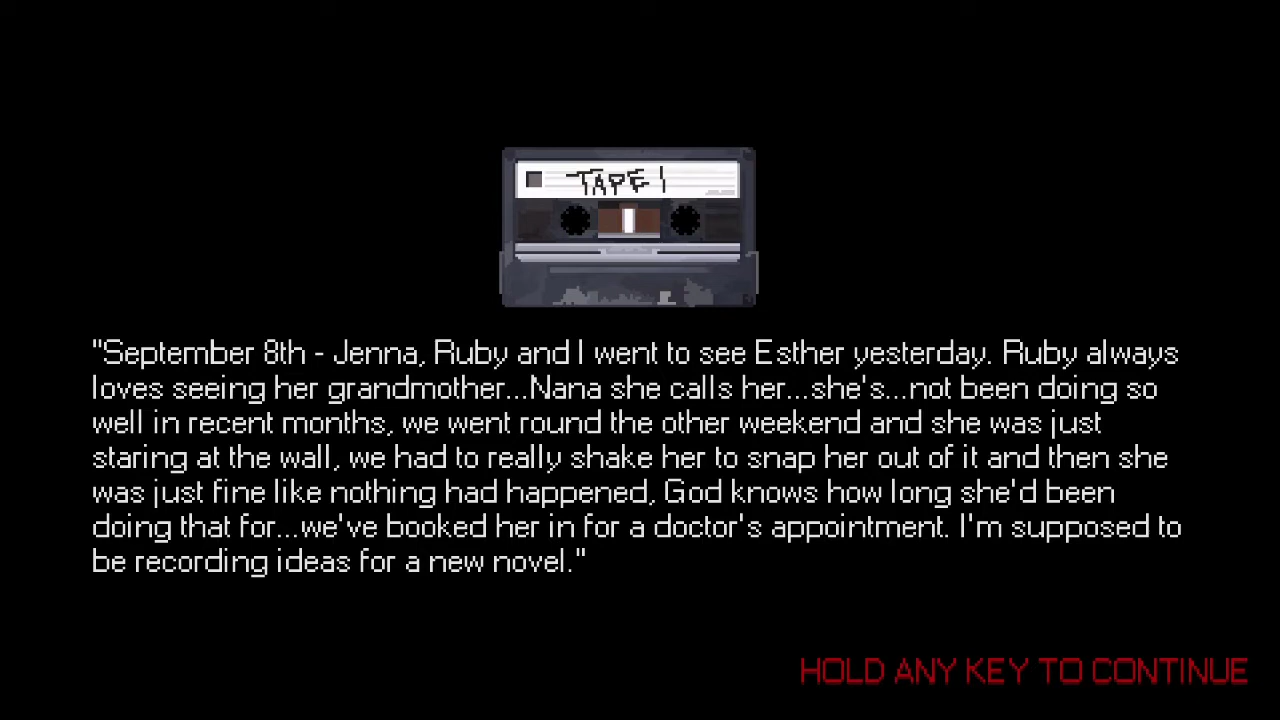 TAPE 1
"September 8th - Jenna, Ruby and I went to see Esther yesterday. Ruby always
loves seeing her grandmother...Nana she calls her...she's...not been doing so
well in recent months, we went round the other weekend and she was just
staring at the wall, we had to really shake her to snap her out of it and then she
was just fine like nothing had happened, God knows how long she'd been
doing that for...we've booked her in for a doctor's appointment. I'm supposed to
be recording ideas for a new novel."
HOLD ANY KEY TO CONTINUE